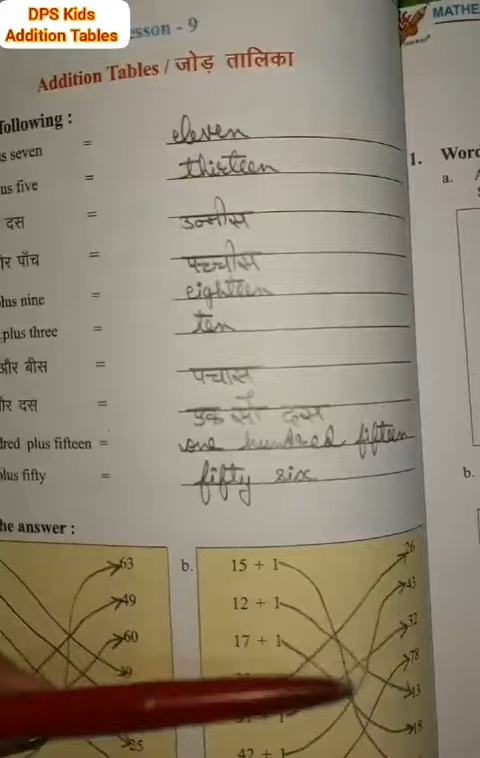 DPS Kids
Addition Tables
esson - 9
MATHE
Addition Tables / जोड़ तालिका
following :
s seven = eleven
us five = thirteen
दस = उन्नीस
र पाँच = पच्चीस
lus nine = eighteen
plus three = ten
और बीस = पचास
र दस = एक सौ दस
dred plus fifteen = one hundred fifteen
lus fifty = fifty six
he answer :
63
49
60
9
25
b.
15 + 1
12 + 1
17 + 1
42 + 1
26
43
32
78
13
18
1. Word
a.
b.